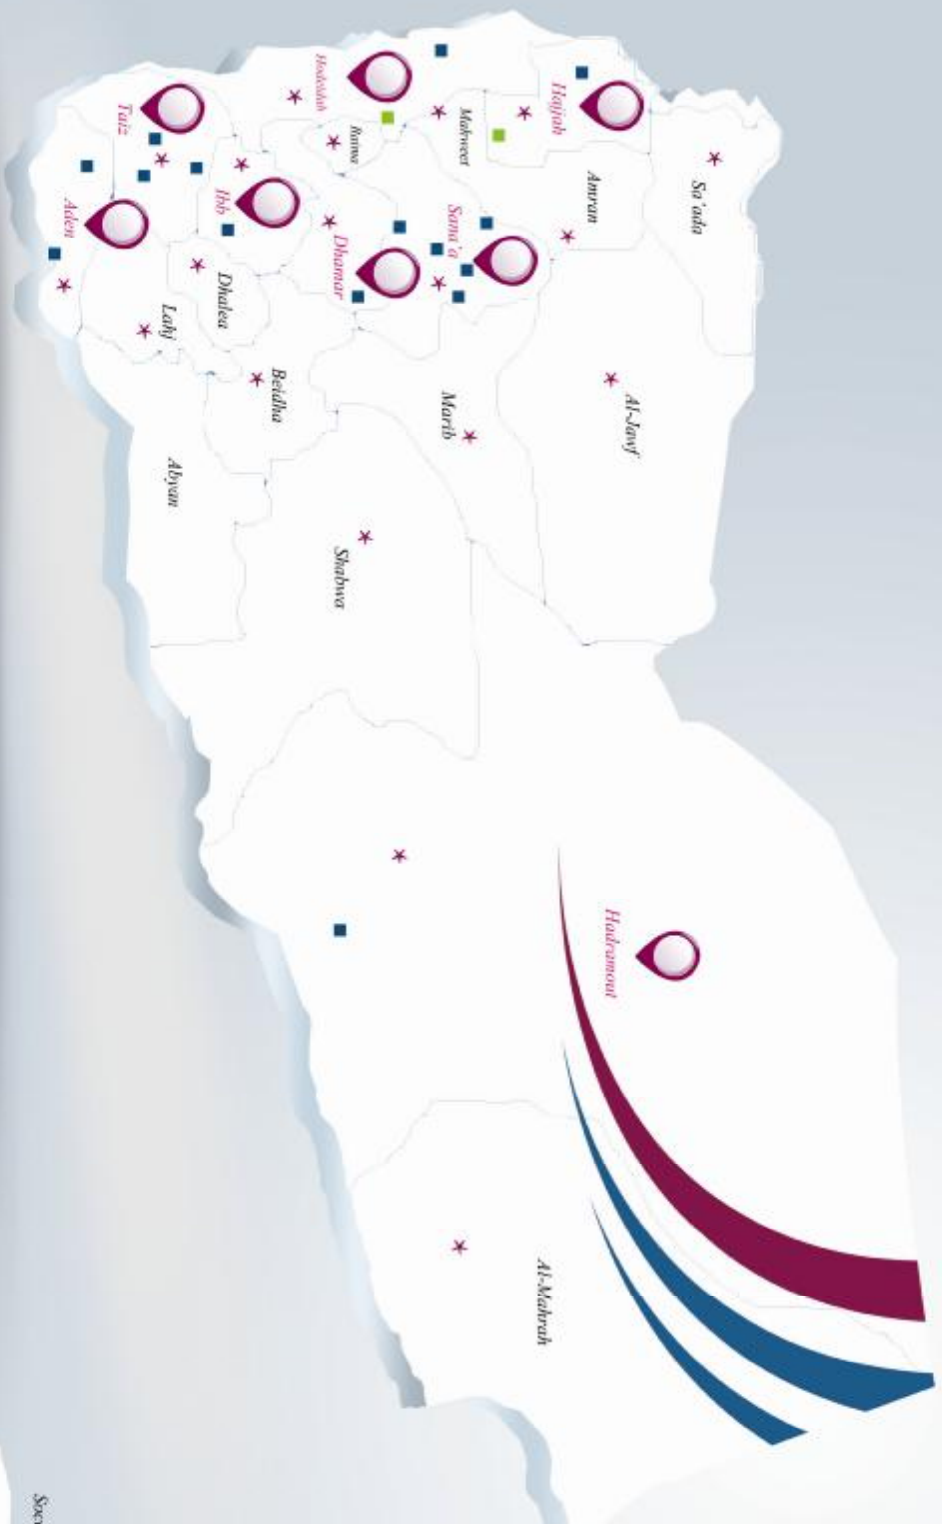 Sa'ada
Hajjah
Amran
Al-Jawf
Mahweet
Sana'a
Marib
Hadramout
Al-Mahrah
Hodeidah
Raima
Dhamar
Shabwa
Ibb
Dhalea
Beidha
Taiz
Lahj
Abyan
Aden